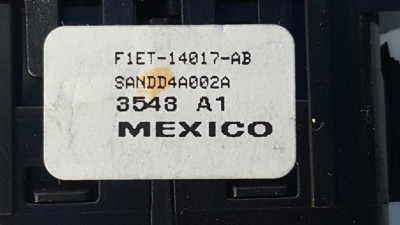 F1ET-14017-AB
SANDD4A002A
3548 A1
MEXICO